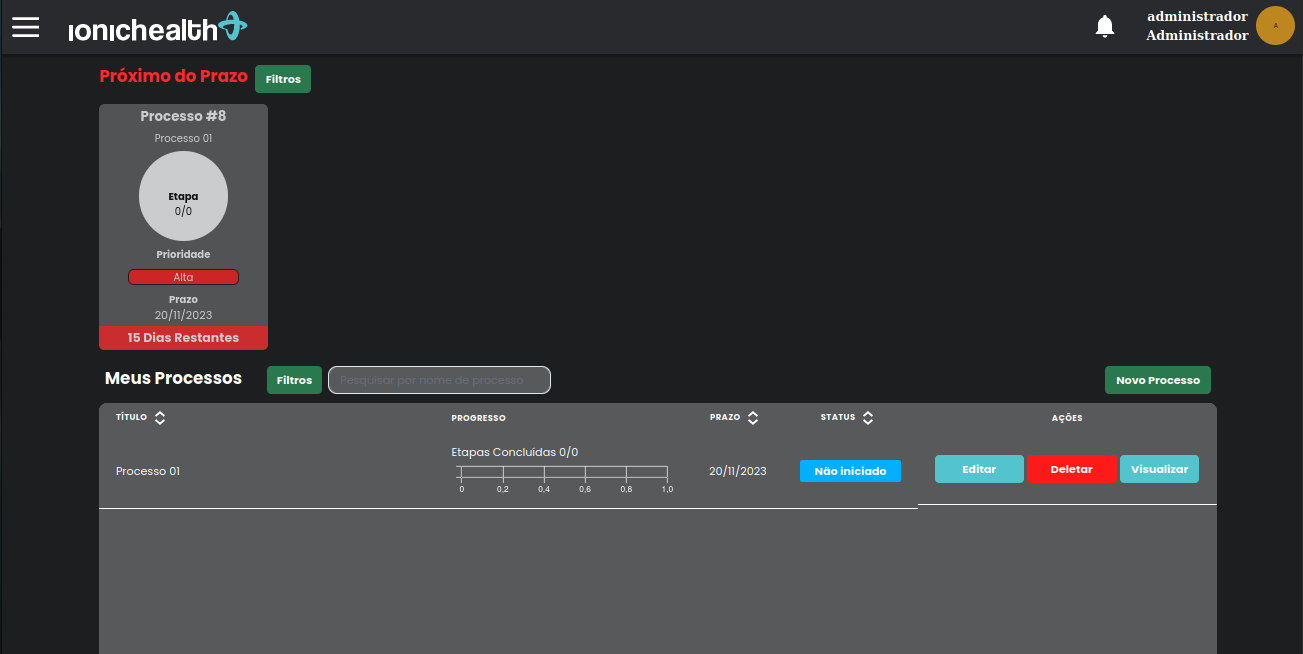 ionichealth
administrador
Administrador
A
Próximo do Prazo
Filtros
Processo #8
Processo 01
Etapa
0/0
Prioridade
Alta
Prazo
20/11/2023
15 Dias Restantes
Meus Processos
Filtros
Pesquisar por nome de processo
Novo Processo
TÍTULO PROGRESSO PRAZO STATUS AÇÕES
Etapas Concluídas 0/0
Processo 01
20/11/2023
Não iniciado
Editar
Deletar
Visualizar
0 0,2 0,4 0,6 0,8 1,0